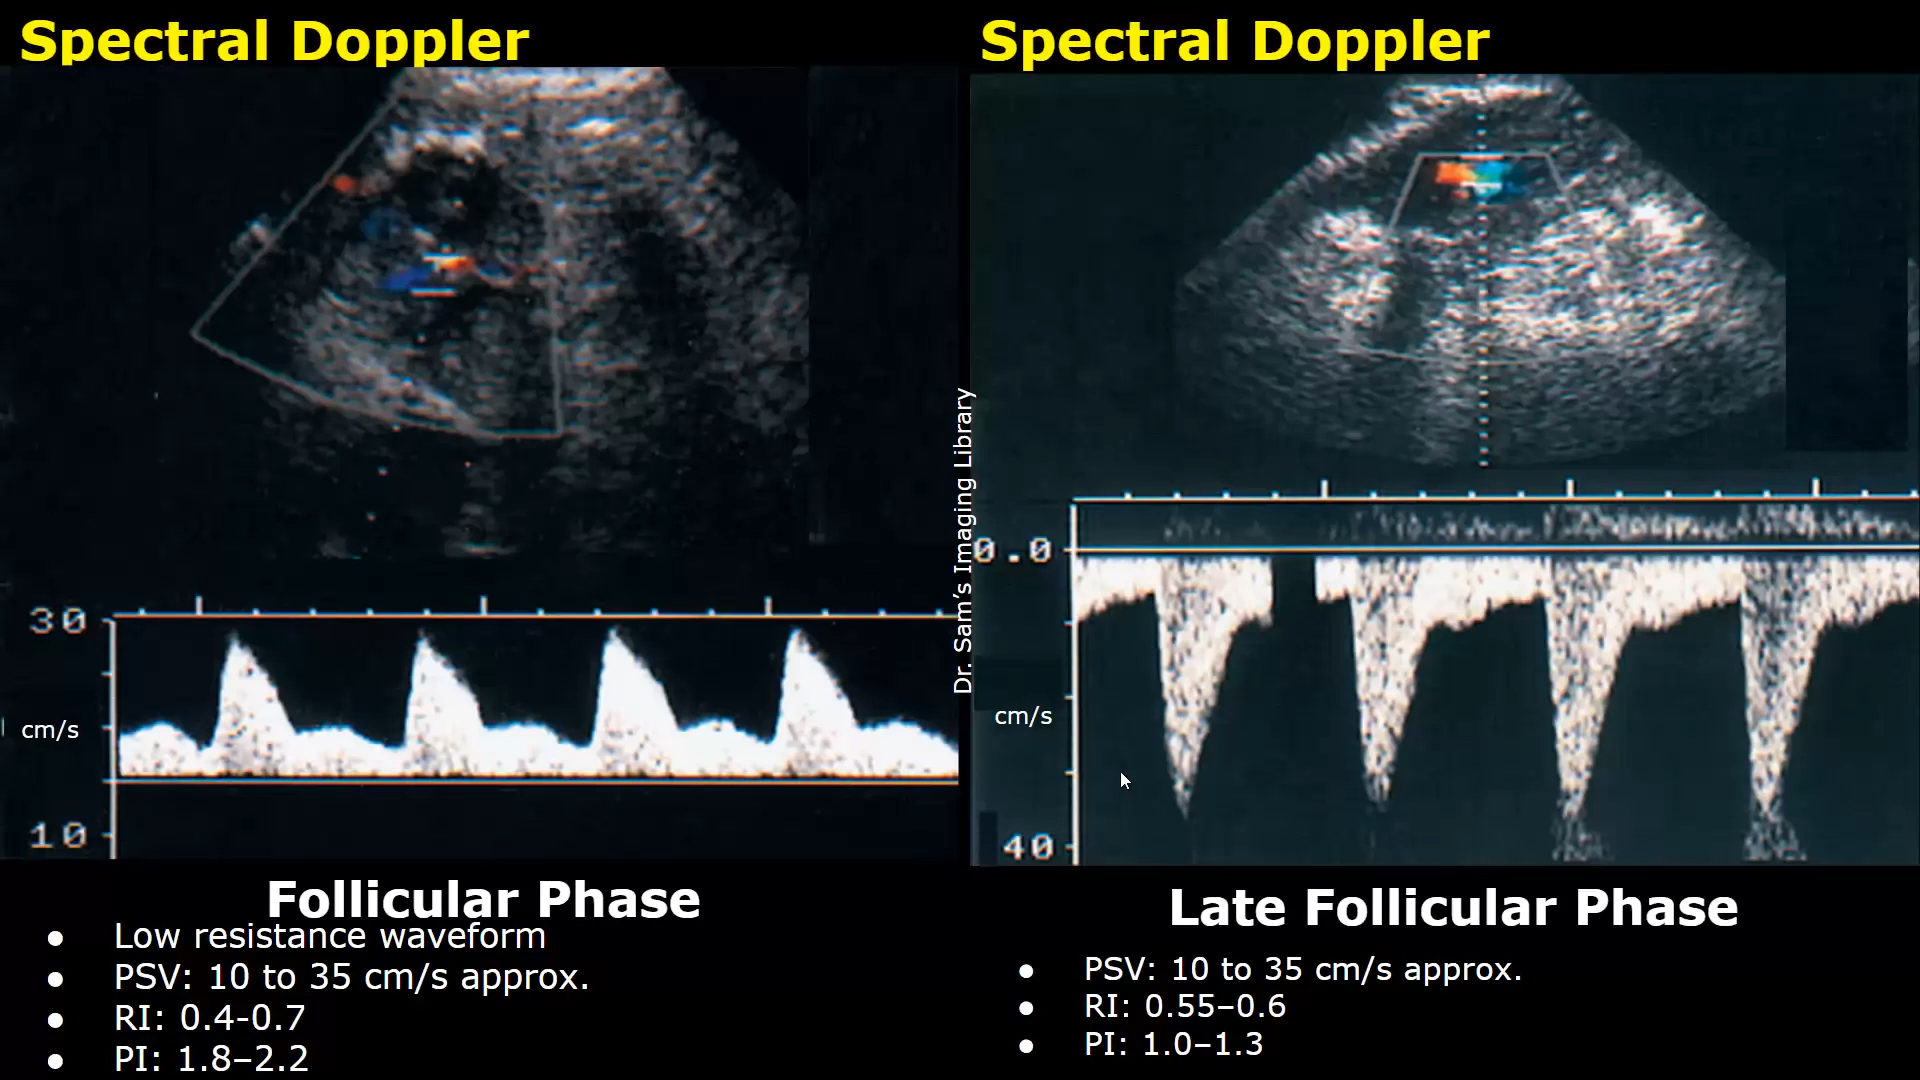 Spectral Doppler
30
cm/s
10
Follicular Phase
● Low resistance waveform
● PSV: 10 to 35 cm/s approx.
● RI: 0.4-0.7
● PI: 1.8–2.2
Dr. Sam's Imaging Library
Spectral Doppler
0.0
cm/s
40
Late Follicular Phase
● PSV: 10 to 35 cm/s approx.
● RI: 0.55–0.6
● PI: 1.0–1.3